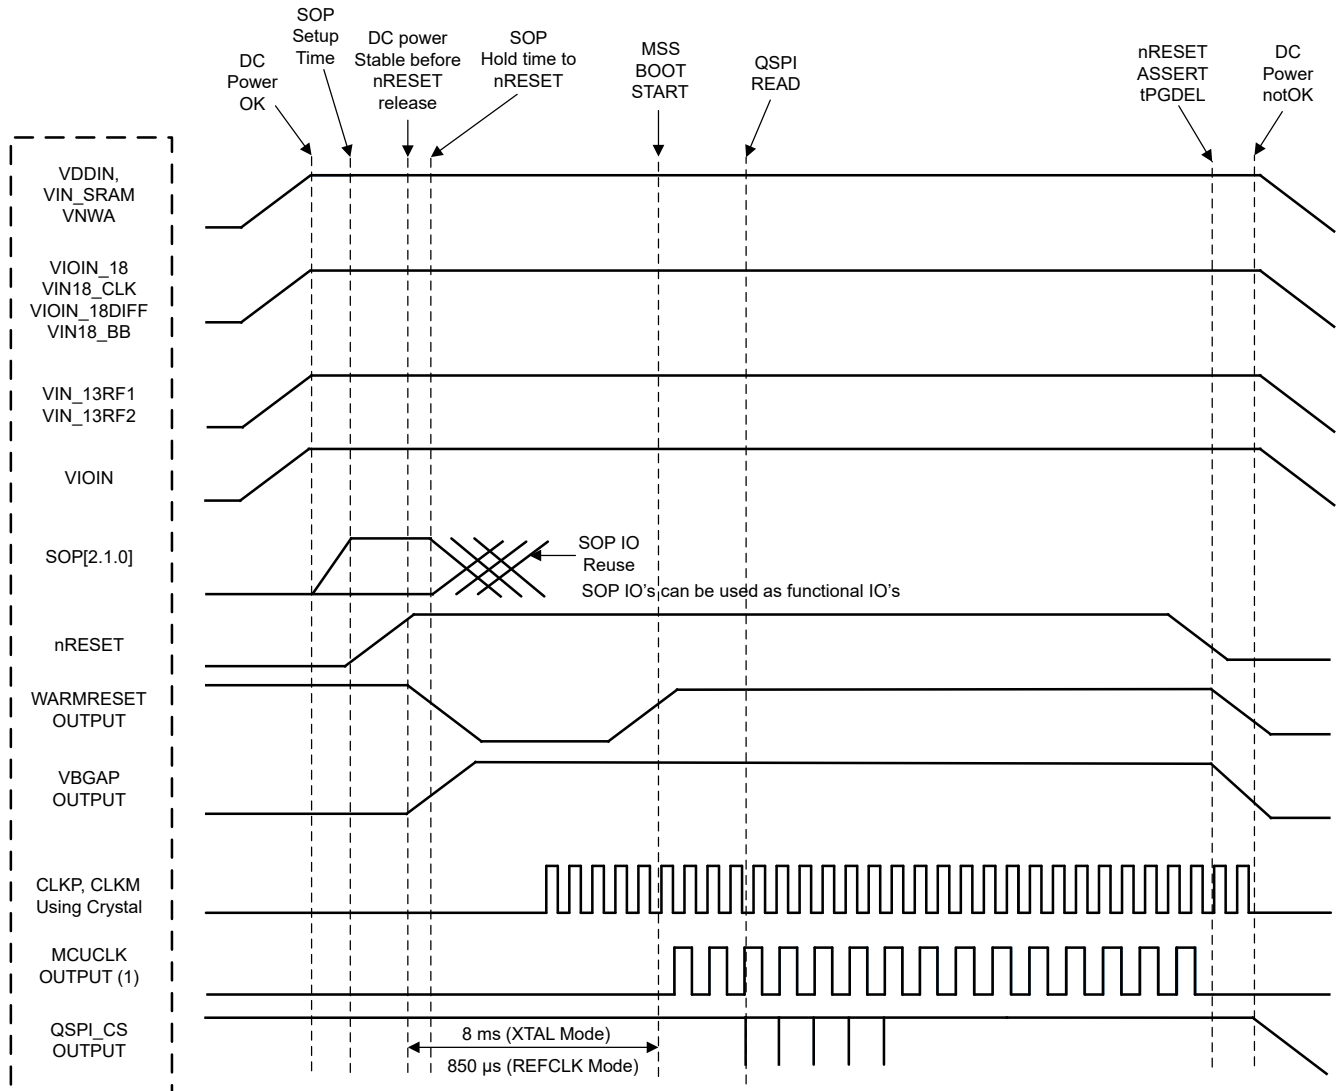 DC
Power
OK
SOP
Setup
Time
DC power
Stable before
nRESET
release
SOP
Hold time to
nRESET
MSS
BOOT
START
QSPI
READ
nRESET
ASSERT
tPGDEL
DC
Power
notOK
VDDIN,
VIN_SRAM
VNWA
VIOIN_18
VIN18_CLK
VIOIN_18DIFF
VIN18_BB
VIN_13RF1
VIN_13RF2
VIOIN
SOP[2.1.0]
SOP IO
Reuse
SOP IO's can be used as functional IO's
nRESET
WARMRESET
OUTPUT
VBGAP
OUTPUT
CLKP, CLKM
Using Crystal
MCUCLK
OUTPUT (1)
QSPI_CS
OUTPUT
8 ms (XTAL Mode)
850 µs (REFCLK Mode)